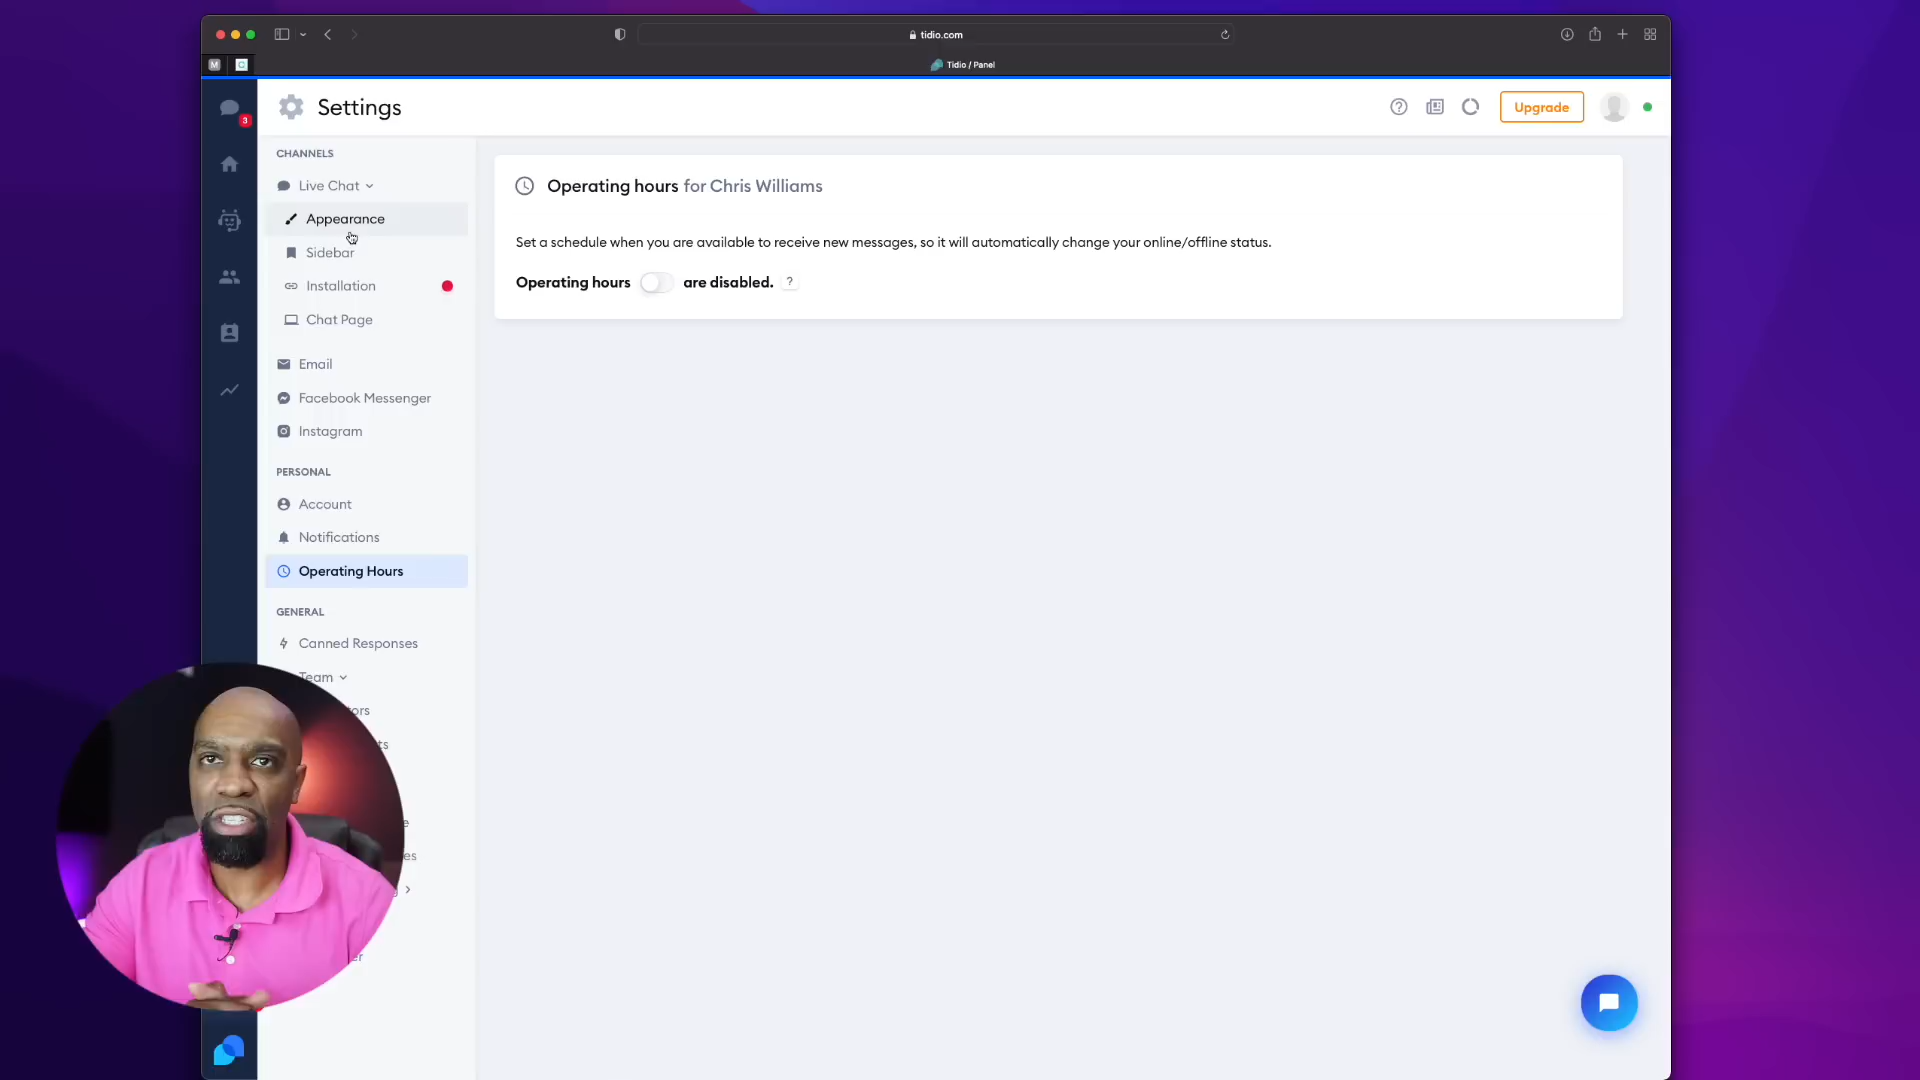 tidio.com
M
C
Tidio / Panel
3
Settings
Upgrade
CHANNELS
Live Chat
Appearance
Sidebar
Installation
Chat Page
Email
Facebook Messenger
Instagram
PERSONAL
Account
Notifications
Operating Hours
GENERAL
Canned Responses
Team
Operating hours for Chris Williams
Set a schedule when you are available to receive new messages, so it will automatically change your online/offline status.
Operating hours are disabled. ?